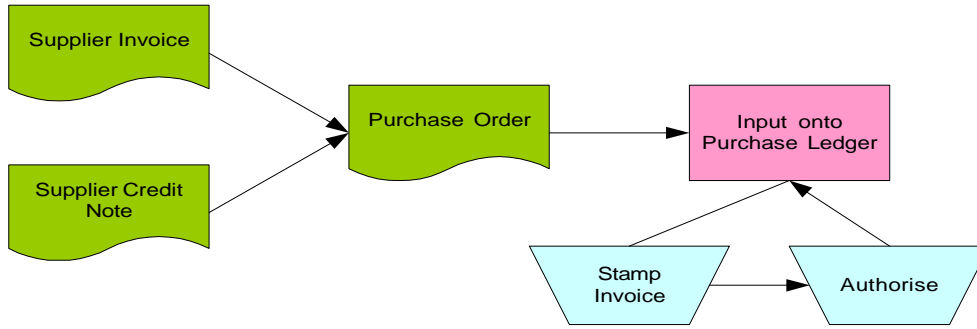 Supplier Invoice
Supplier Credit
Note
Purchase Order
Input onto
Purchase Ledger
Stamp
Invoice
Authorise